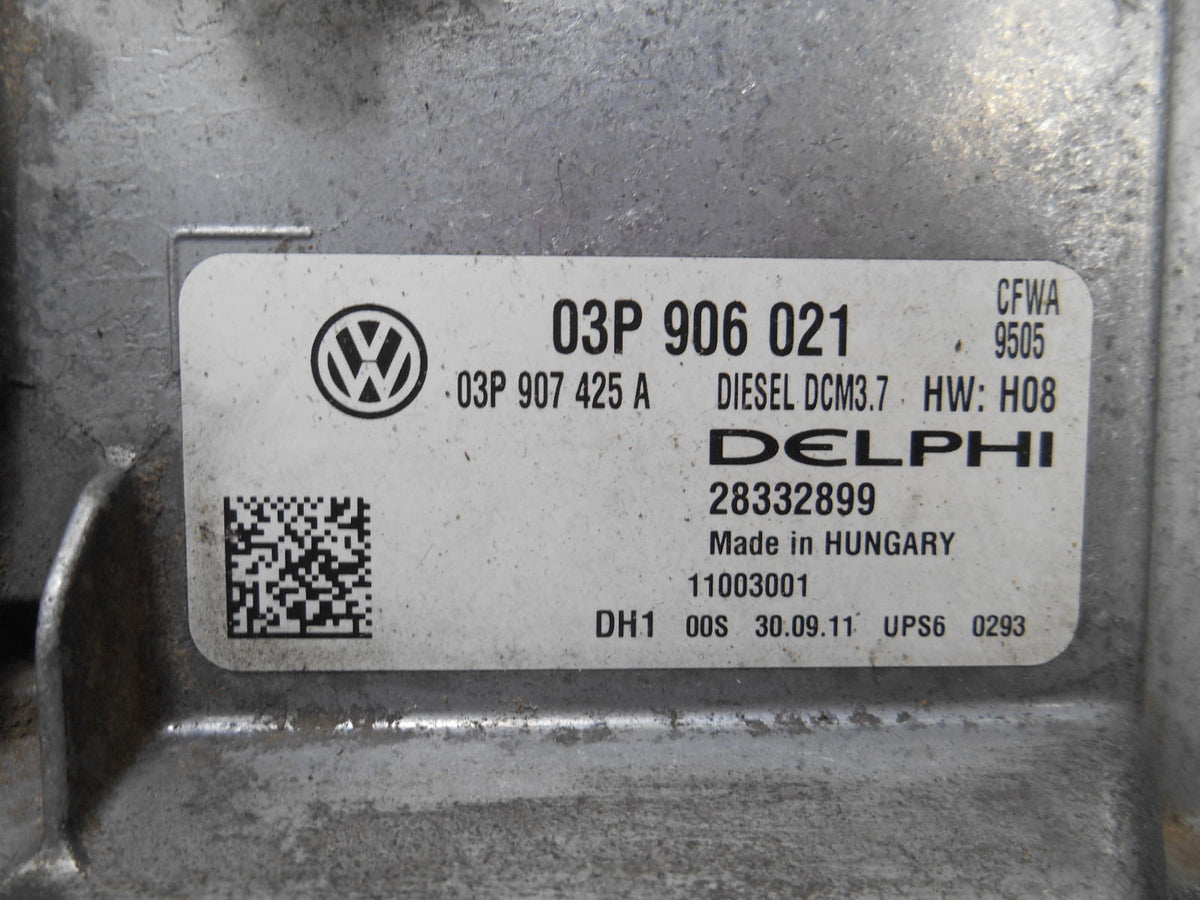 03P 906 021
CFWA
9505
03P 907 425 A DIESEL DCM3.7 HW: H08
DELPHI
28332899
Made in HUNGARY
11003001
DH1 00S 30.09.11 UPS6 0293